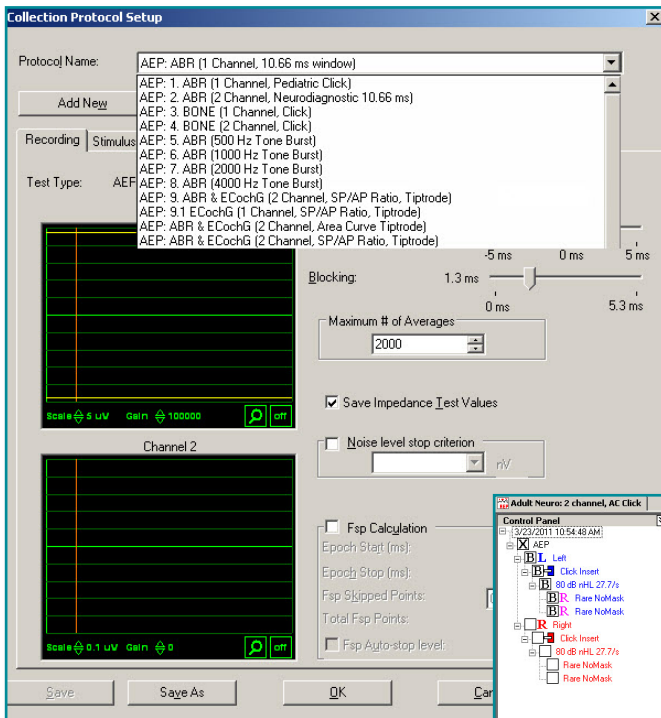 Collection Protocol Setup
Protocol Name:
AEP: ABR (1 Channel, 10.66 ms window)
AEP: 1. ABR (1 Channel, Pediatric Click)
AEP: 2. ABR (2 Channel, Neurodiagnostic 10.66 ms)
AEP: 3. BONE (1 Channel, Click)
AEP: 4. BONE (2 Channel, Click)
AEP: 5. ABR (500 Hz Tone Burst)
AEP: 6. ABR (1000 Hz Tone Burst)
AEP: 7. ABR (2000 Hz Tone Burst)
AEP: 8. ABR (4000 Hz Tone Burst)
AEP: 9. ABR & ECochG (2 Channel, SP/AP Ratio, Tiptrode)
AEP: 9.1 ECochG (1 Channel, SP/AP Ratio, Tiptrode)
AEP: ABR & ECochG (2 Channel, Area Curve Tiptrode)
AEP: ABR & ECochG (2 Channel, SP/AP Ratio, Tiptrode)
Add New
Recording Stimulus
Test Type: AEP
-5 ms 0 ms 5 ms
Blocking: 1.3 ms
0 ms 5.3 ms
Maximum # of Averages
2000
Scale 5 uV Gain 100000 off
Save Impedance Test Values
Channel 2
Noise level stop criterion
nV
Fsp Calculation
Epoch Start (ms):
Epoch Stop (ms):
Fsp Skipped Points:
Total Fsp Points:
Fsp Auto-stop level:
Scale 0.1 uV Gain 0 off
Save Save As OK Can
Adult Neuro: 2 channel, AC Click
Control Panel
3/23/2011 10:54:48 AM
X AEP
B L Left
B Click Insert
B 80 dB nHL 27.7/s
B R Rare NoMask
B R Rare NoMask
R Right
Click Insert
80 dB nHL 27.7/s
Rare NoMask
Rare NoMask